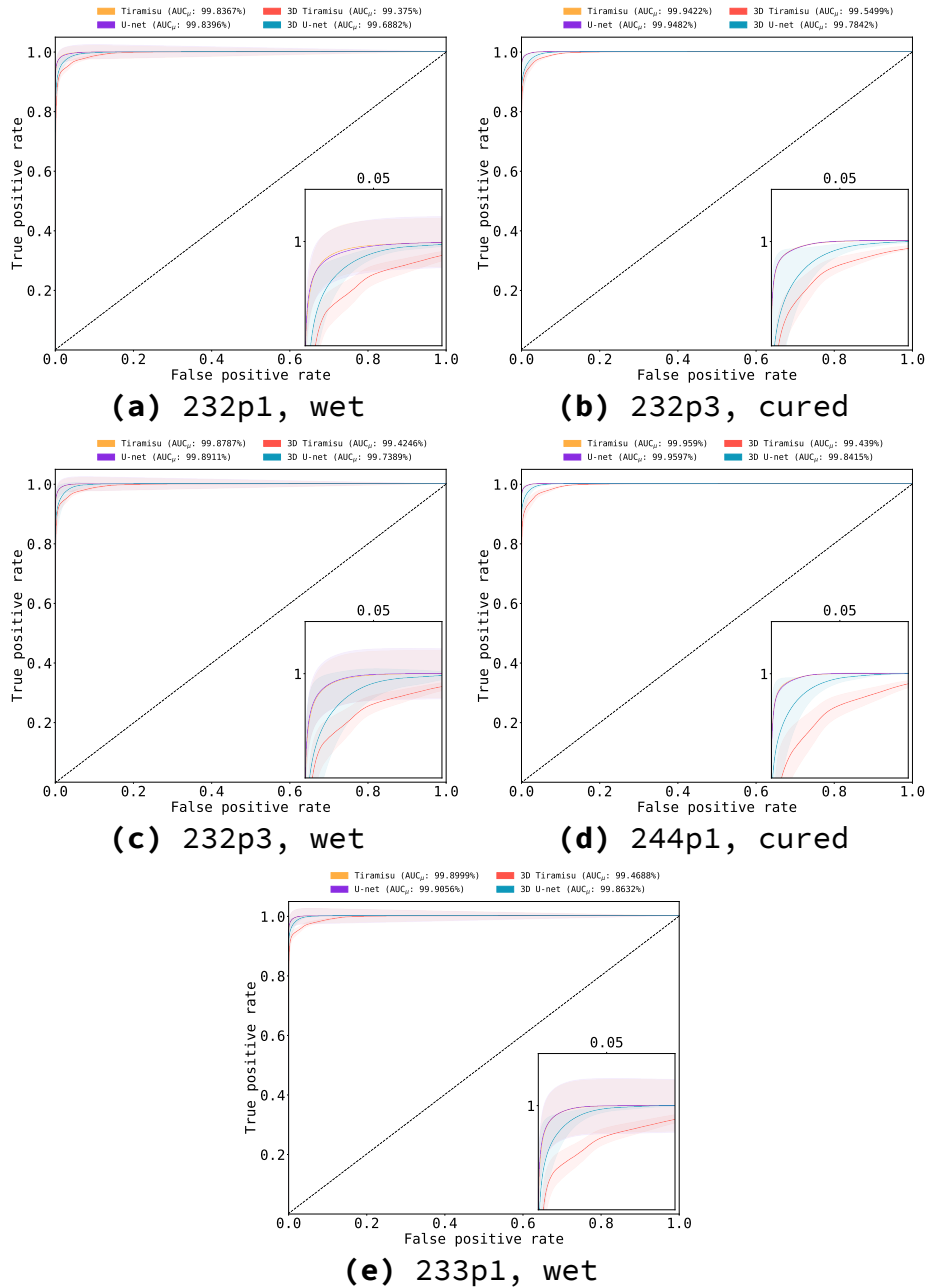 Tiramisu (AUCμ: 99.8367%) 3D Tiramisu (AUCμ: 99.375%)
U-net (AUCμ: 99.8396%) 3D U-net (AUCμ: 99.6882%)
1.0
0.8
0.6
0.4
0.2
True positive rate
0.05
1
0.0 0.2 0.4 0.6 0.8 1.0
False positive rate
(a) 232p1, wet
Tiramisu (AUCμ: 99.9422%) 3D Tiramisu (AUCμ: 99.5499%)
U-net (AUCμ: 99.9482%) 3D U-net (AUCμ: 99.7842%)
1.0
0.8
0.6
0.4
0.2
True positive rate
0.05
1
0.0 0.2 0.4 0.6 0.8 1.0
False positive rate
(b) 232p3, cured
Tiramisu (AUCμ: 99.8787%) 3D Tiramisu (AUCμ: 99.4246%)
U-net (AUCμ: 99.8911%) 3D U-net (AUCμ: 99.7389%)
1.0
0.8
0.6
0.4
0.2
True positive rate
0.05
1
0.0 0.2 0.4 0.6 0.8 1.0
False positive rate
(c) 232p3, wet
Tiramisu (AUCμ: 99.959%) 3D Tiramisu (AUCμ: 99.439%)
U-net (AUCμ: 99.9597%) 3D U-net (AUCμ: 99.8415%)
1.0
0.8
0.6
0.4
0.2
True positive rate
0.05
1
0.0 0.2 0.4 0.6 0.8 1.0
False positive rate
(d) 244p1, cured
Tiramisu (AUCμ: 99.8999%) 3D Tiramisu (AUCμ: 99.4688%)
U-net (AUCμ: 99.9056%) 3D U-net (AUCμ: 99.8632%)
1.0
0.8
0.6
0.4
0.2
True positive rate
0.05
1
0.0 0.2 0.4 0.6 0.8 1.0
False positive rate
(e) 233p1, wet